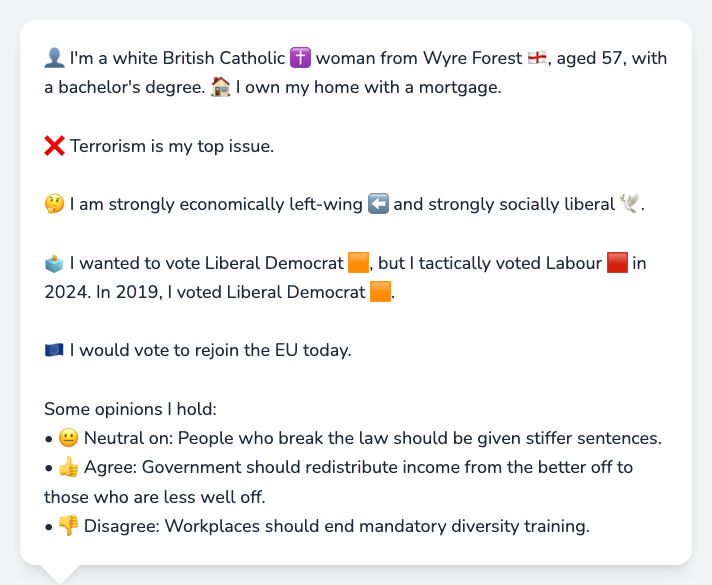 👤 I'm a white British Catholic ✝️ woman from Wyre Forest 🏴󠁧󠁢󠁥󠁮󠁧󠁿, aged 57, with
a bachelor's degree. 🏠 I own my home with a mortgage.
❌ Terrorism is my top issue.
🤔 I am strongly economically left-wing ⬅️ and strongly socially liberal 🕊️.
🗳️ I wanted to vote Liberal Democrat 🟧, but I tactically voted Labour 🟥 in
2024. In 2019, I voted Liberal Democrat 🟧.
🇪🇺 I would vote to rejoin the EU today.
Some opinions I hold:
• 😐 Neutral on: People who break the law should be given stiffer sentences.
• 👍 Agree: Government should redistribute income from the better off to
those who are less well off.
• 👎 Disagree: Workplaces should end mandatory diversity training.